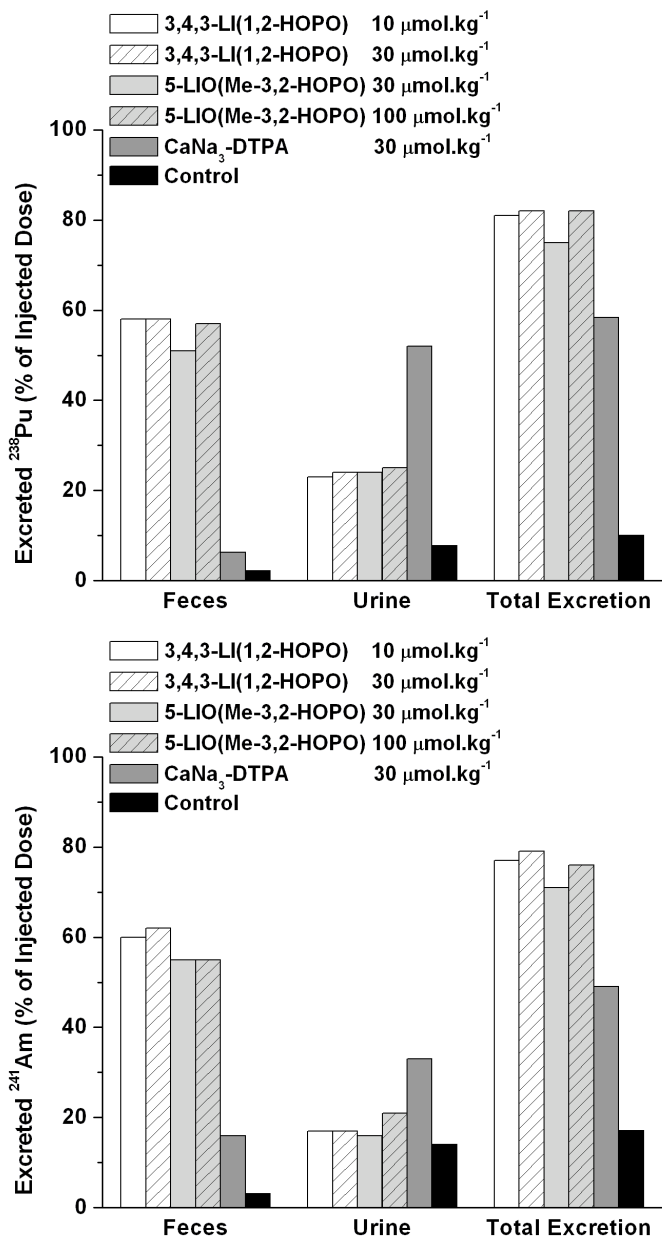 3,4,3-LI(1,2-HOPO) 10 μmol.kg⁻¹
3,4,3-LI(1,2-HOPO) 30 μmol.kg⁻¹
5-LIO(Me-3,2-HOPO) 30 μmol.kg⁻¹
5-LIO(Me-3,2-HOPO) 100 μmol.kg⁻¹
CaNa₃-DTPA 30 μmol.kg⁻¹
Control
Excreted ²³⁸Pu (% of Injected Dose)
100
80
60
40
20
0
Feces Urine Total Excretion
3,4,3-LI(1,2-HOPO) 10 μmol.kg⁻¹
3,4,3-LI(1,2-HOPO) 30 μmol.kg⁻¹
5-LIO(Me-3,2-HOPO) 30 μmol.kg⁻¹
5-LIO(Me-3,2-HOPO) 100 μmol.kg⁻¹
CaNa₃-DTPA 30 μmol.kg⁻¹
Control
Excreted ²⁴¹Am (% of Injected Dose)
100
80
60
40
20
0
Feces Urine Total Excretion